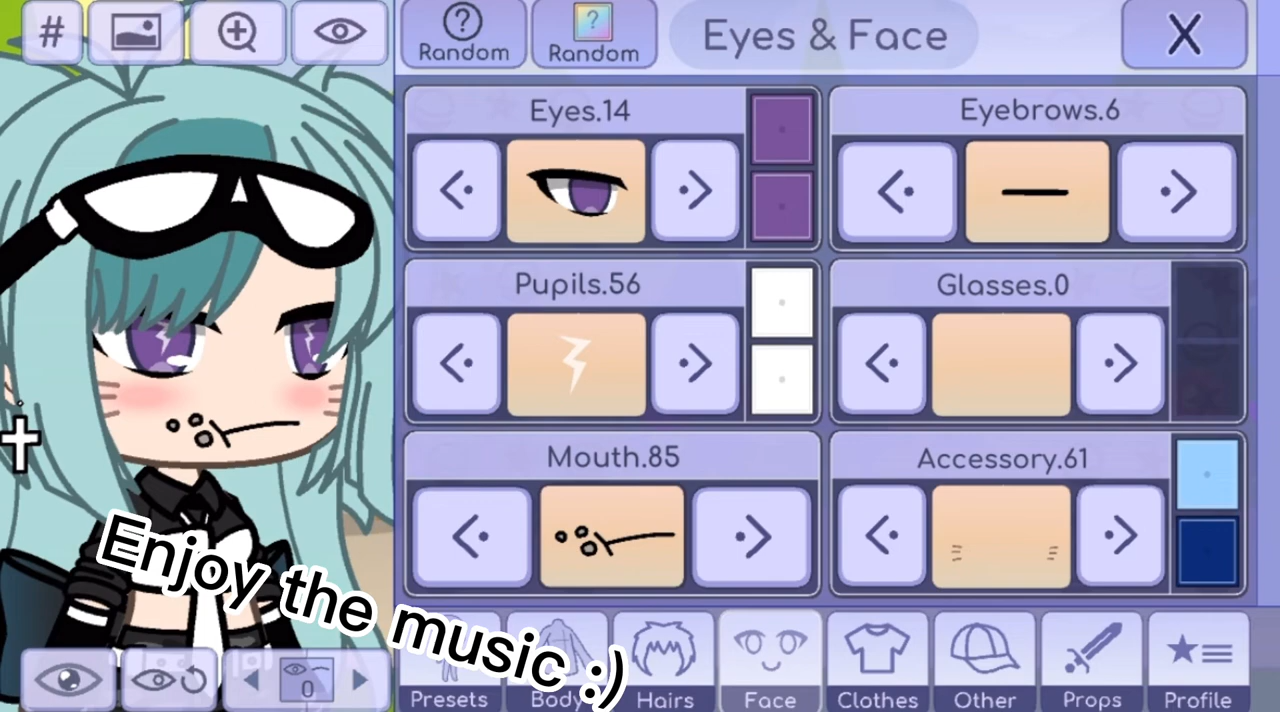 #
? Random
? Random
Eyes & Face
X
Eyes.14
Eyebrows.6
Pupils.56
Glasses.0
Mouth.85
Accessory.61
Enjoy the music :)
0
Presets
Body
Hairs
Face
Clothes
Other
Props
Profile